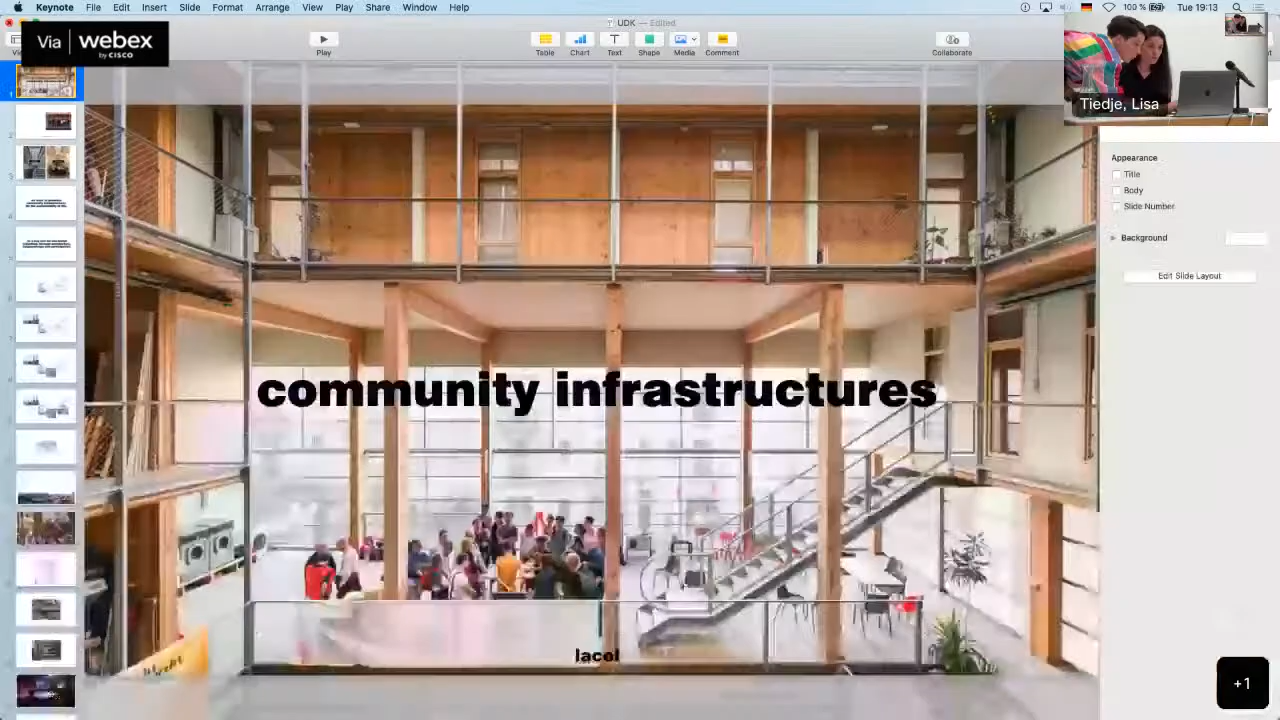 Keynote File Edit Insert Slide Format Arrange View Play Share Window Help 100 % Tue 19:13
UDK — Edited
Via webex
by CISCO
Play Table Chart Text Shape Media Comment Collaborate
Tiedje, Lisa
Appearance
Title
Body
Slide Number
Background
Edit Slide Layout
community infrastructures
lacol
+1